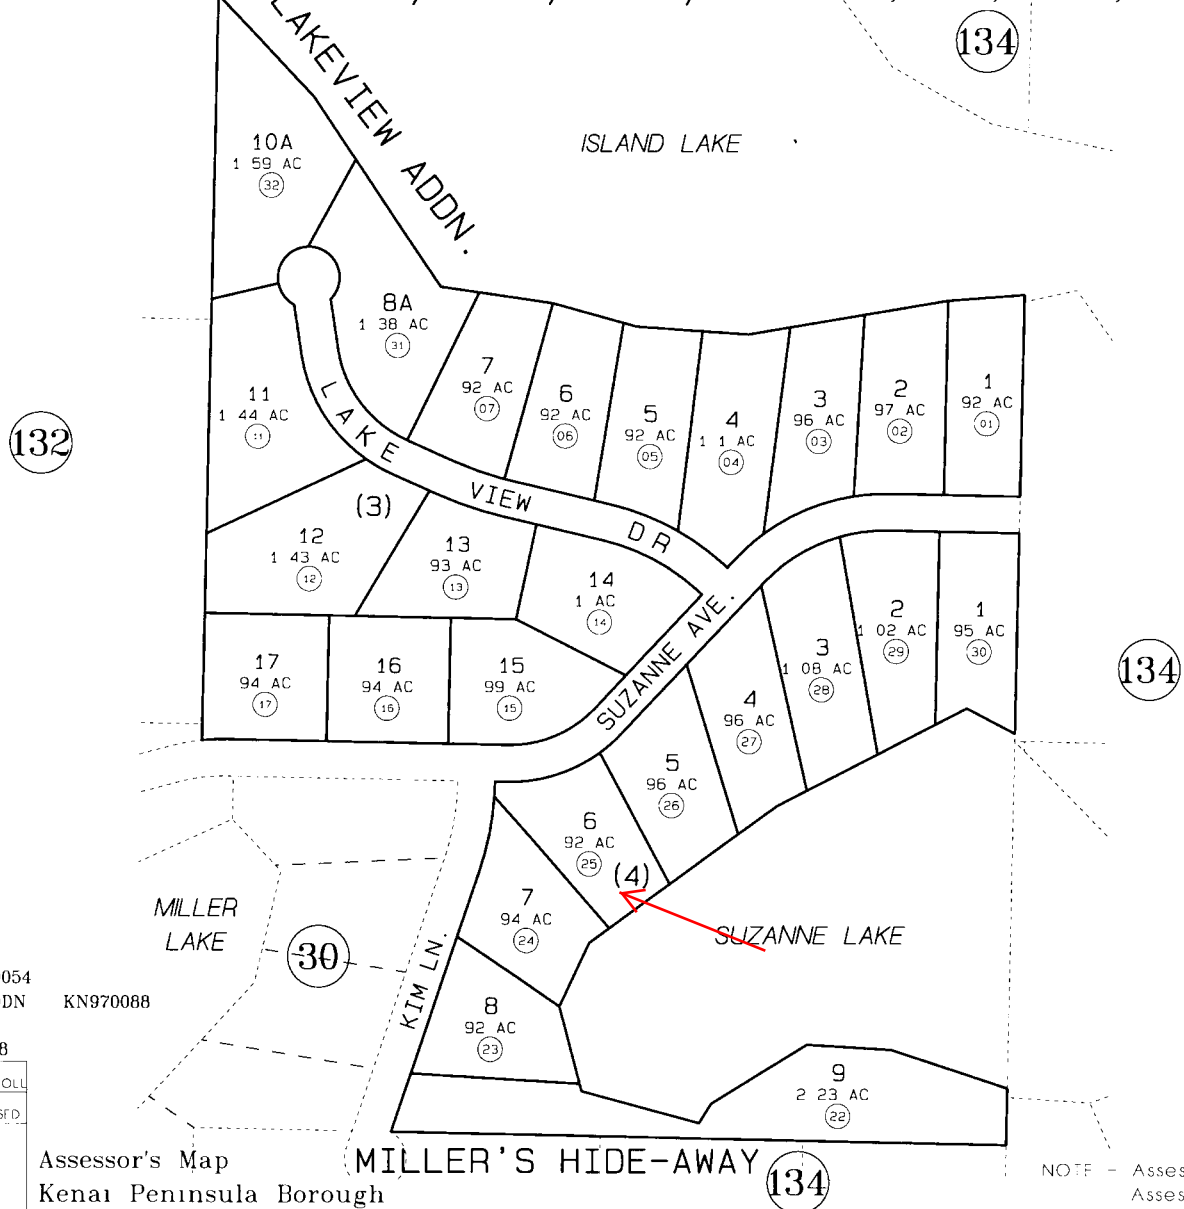 134
LAKEVIEW ADDN.
ISLAND LAKE
10A
1 59 AC
32
8A
1 38 AC
31
7
92 AC
07
6
92 AC
06
5
92 AC
05
4
1 1 AC
04
3
96 AC
03
2
97 AC
02
1
92 AC
01
11
1 44 AC
11
132
LAKE VIEW DR
(3)
12
1 43 AC
12
13
93 AC
13
14
1 AC
14
17
94 AC
17
16
94 AC
16
15
99 AC
15
SUZANNE AVE.
1
95 AC
30
2
1 02 AC
29
3
1 08 AC
28
4
96 AC
27
5
96 AC
26
6
92 AC
25
(4)
134
7
94 AC
24
SUZANNE LAKE
MILLER
LAKE
30
KIM LN.
8
92 AC
23
9
2 23 AC
22
054
DN KN970088
8
OLL
SED
MILLER'S HIDE-AWAY
134
Assessor's Map
Kenai Peninsula Borough
NOTE - Asses
Asses